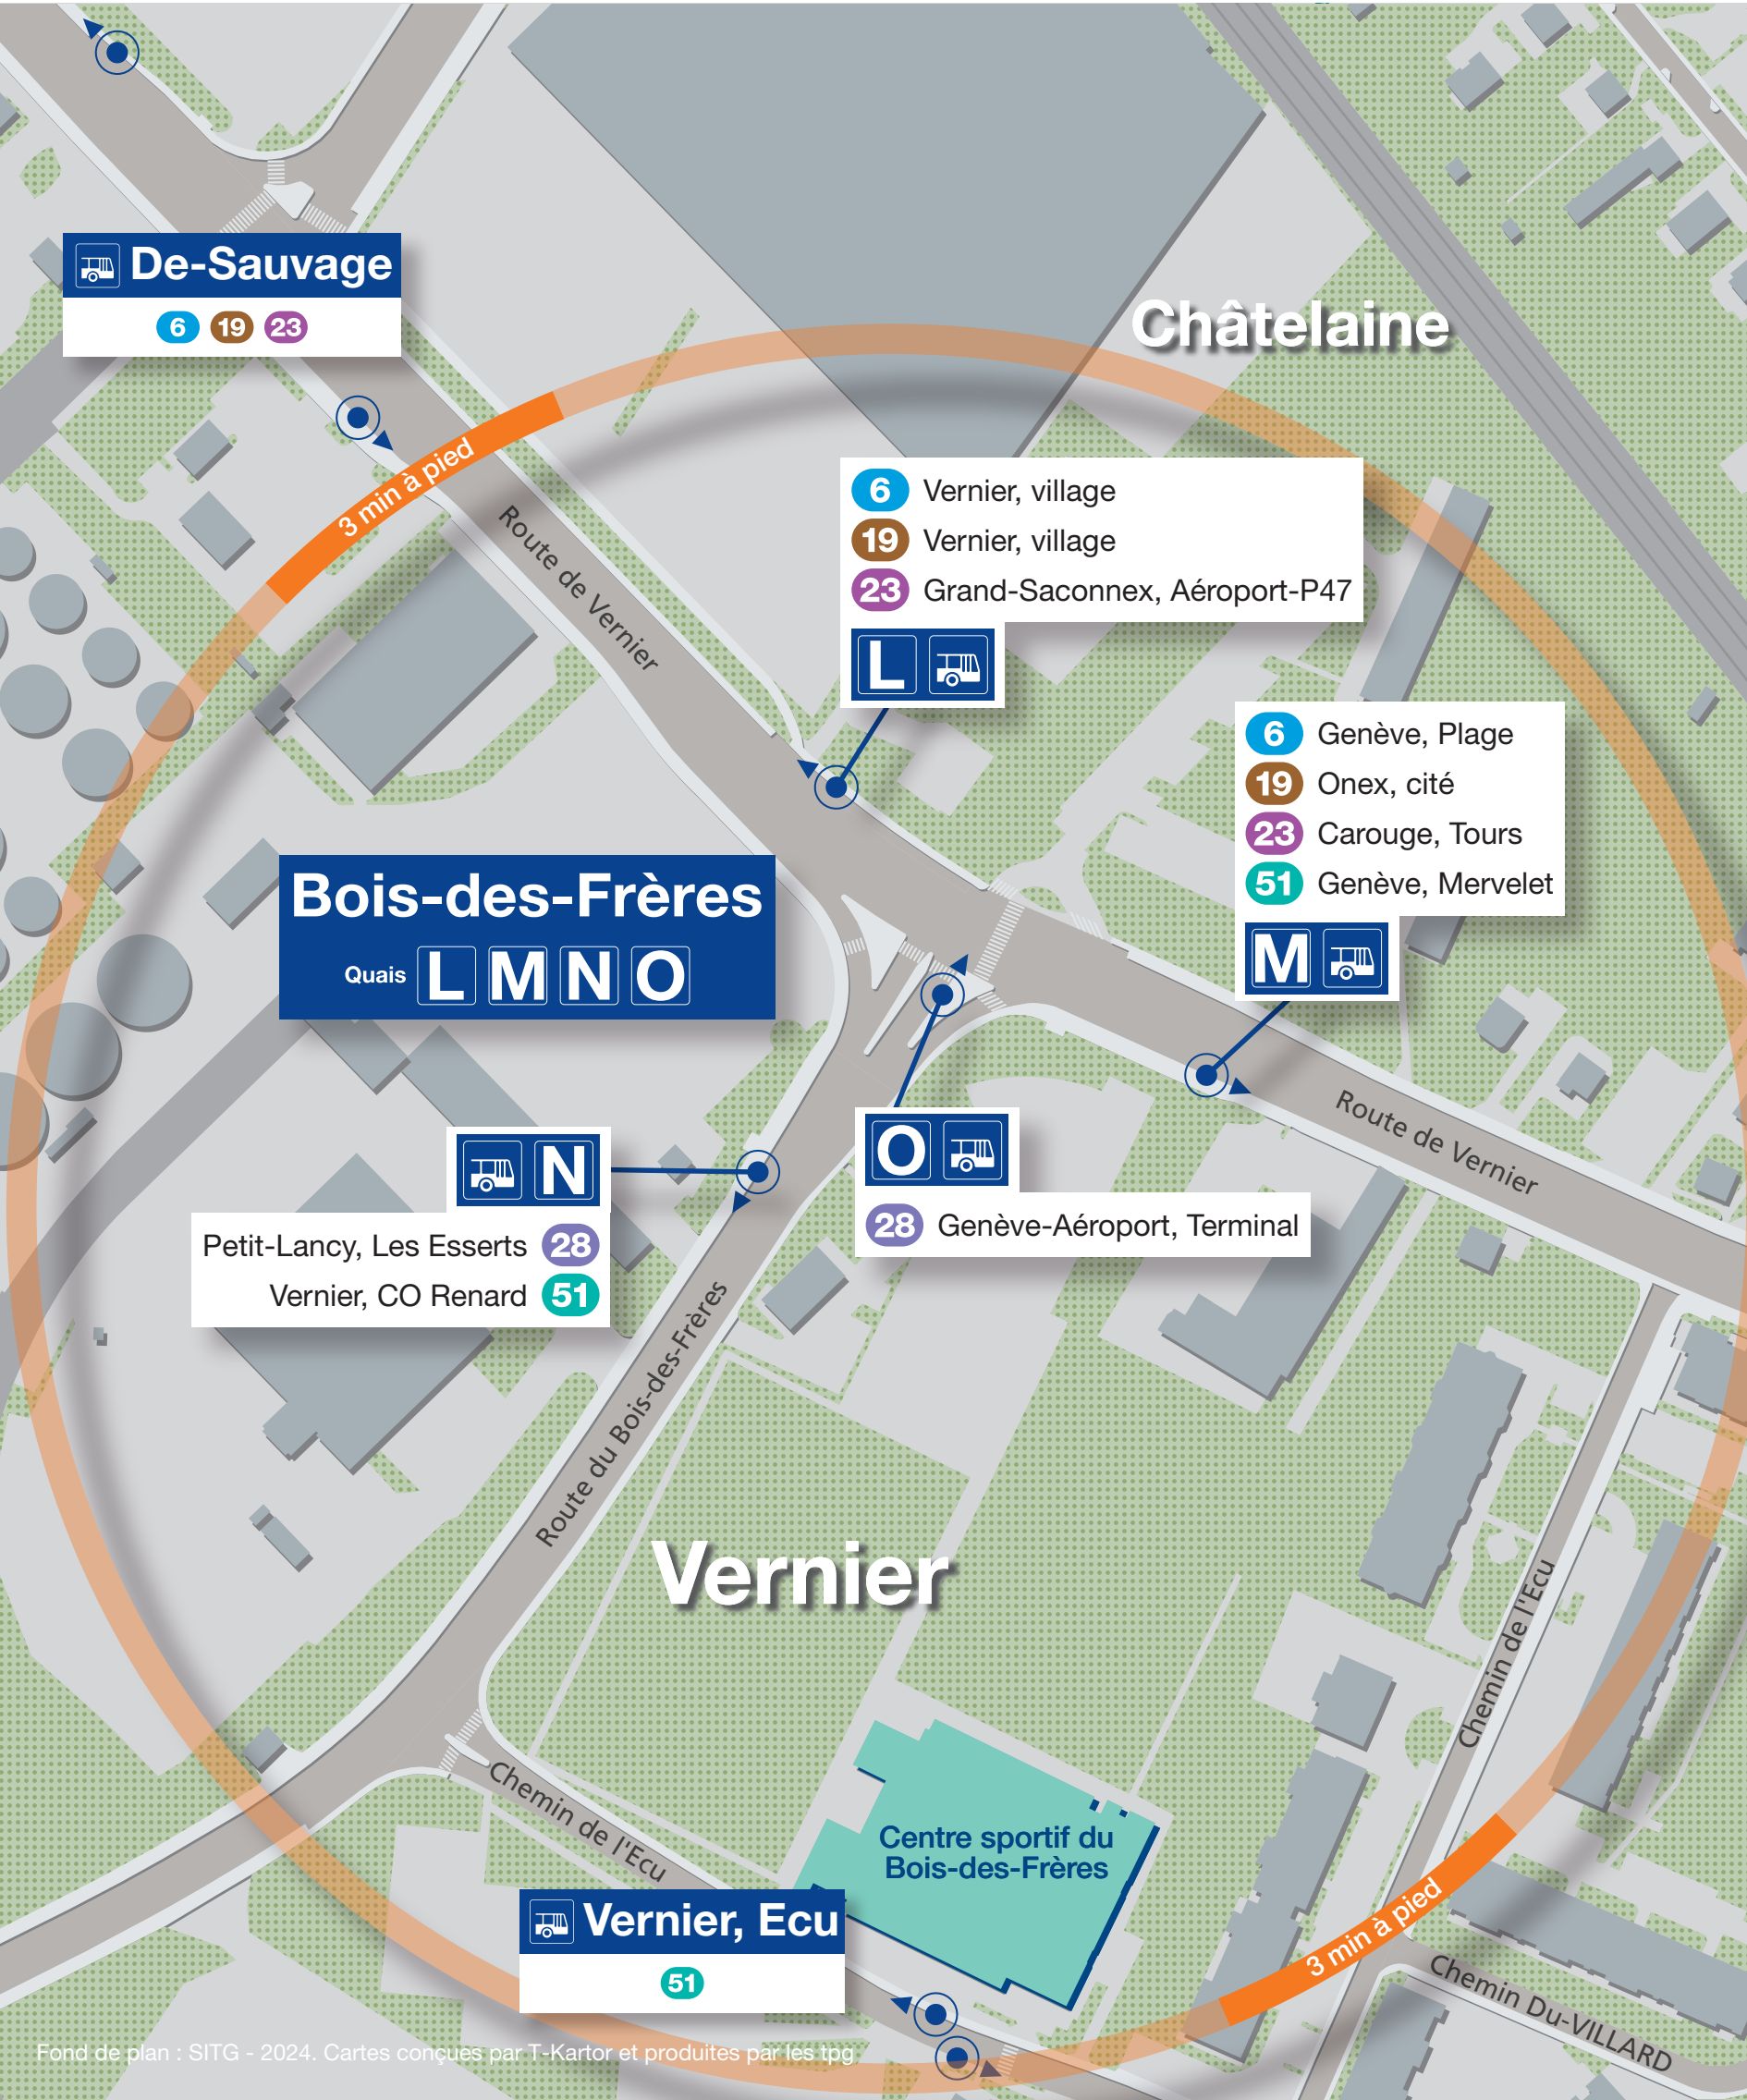 De-Sauvage
6 19 23
Châtelaine
3 min à pied
Route de Vernier
6 Vernier, village
19 Vernier, village
23 Grand-Saconnex, Aéroport-P47
L
6 Genève, Plage
19 Onex, cité
23 Carouge, Tours
51 Genève, Mervelet
M
Bois-des-Frères
Quais L M N O
Route de Vernier
N
Petit-Lancy, Les Esserts 28
Vernier, CO Renard 51
O
28 Genève-Aéroport, Terminal
Route du Bois-des-Frères
Vernier
Chemin de l'Ecu
Chemin de l'Ecu
Centre sportif du
Bois-des-Frères
Vernier, Ecu
51
3 min à pied
Chemin Du-VILLARD
Fond de plan : SITG - 2024. Cartes conçues par T-Kartor et produites par les tpg